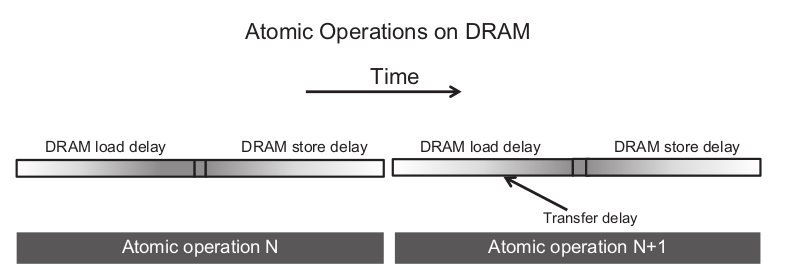 Atomic Operations on DRAM
Time
DRAM load delay
DRAM store delay
DRAM load delay
DRAM store delay
Transfer delay
Atomic operation N
Atomic operation N+1